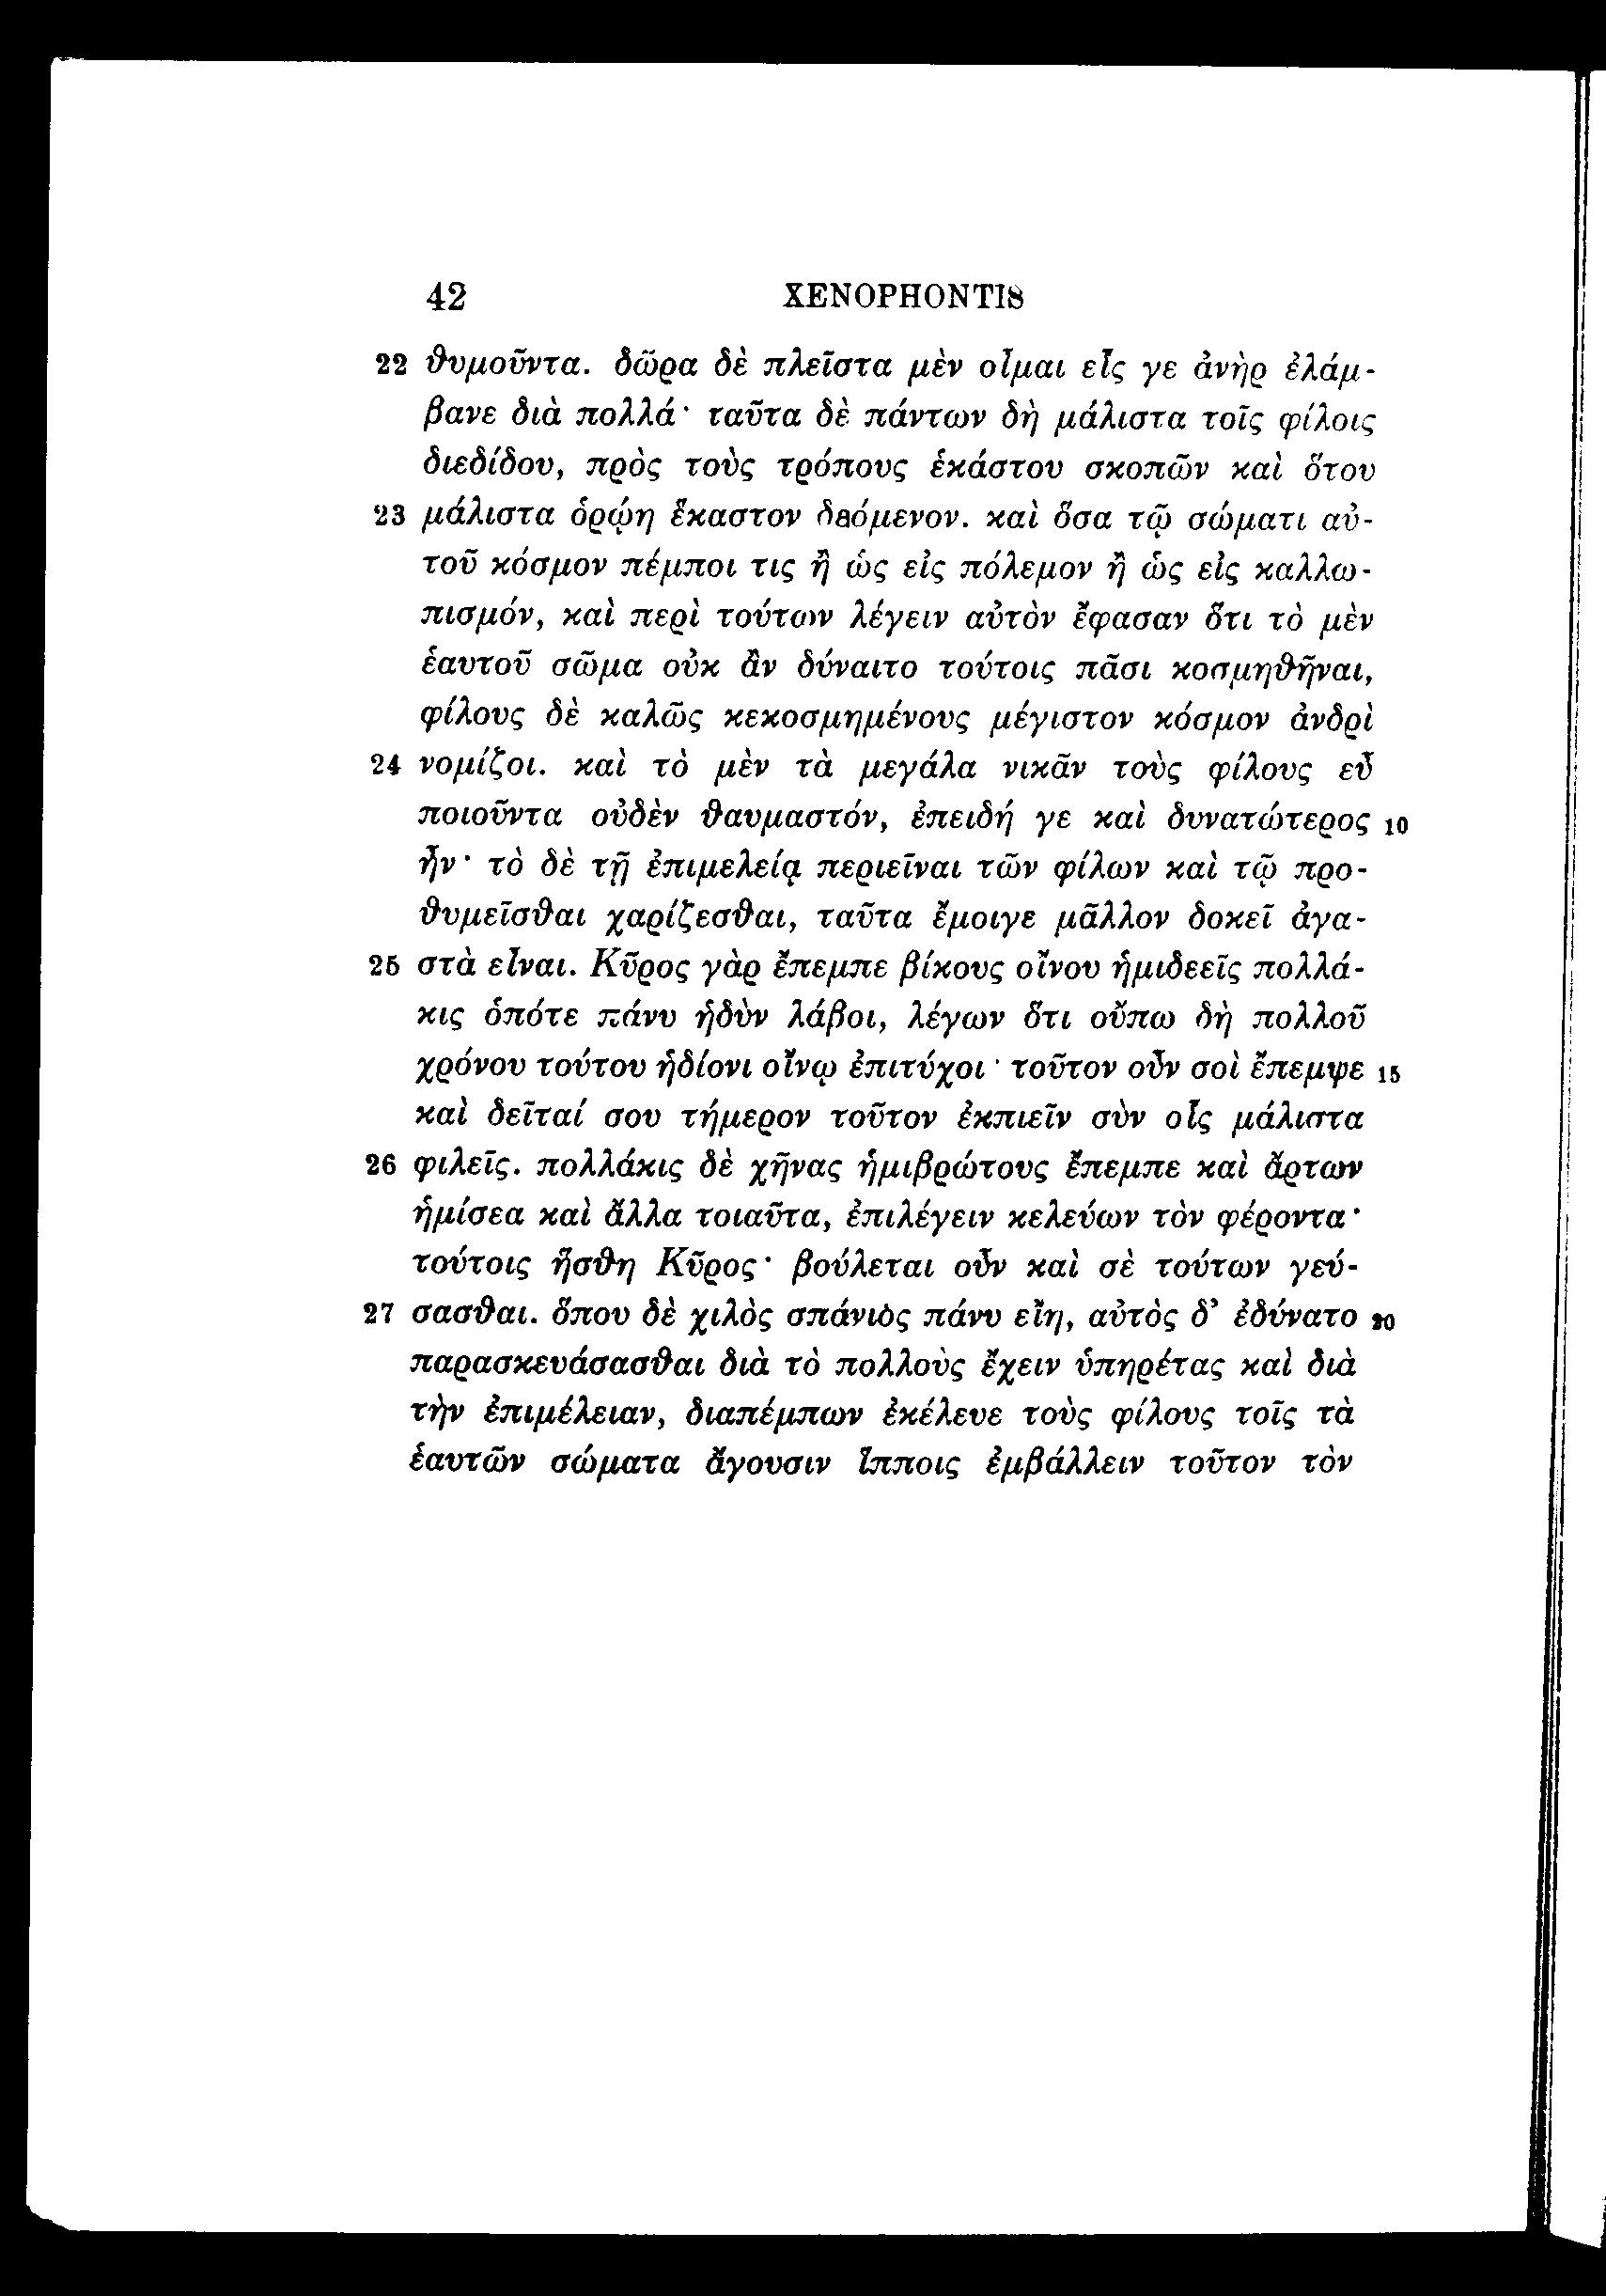 42 XENOPHONTIS
22 θυμοῦντα. δῶρα δὲ πλεῖστα μὲν οἶμαι εἷς γε ἀνὴρ ἐλάμ-
βανε διὰ πολλά· ταῦτα δὲ πάντων δὴ μάλιστα τοῖς φίλοις
διεδίδου, πρὸς τοὺς τρόπους ἑκάστου σκοπῶν καὶ ὅτου
23 μάλιστα ὁρῴη ἕκαστον δεόμενον. καὶ ὅσα τῷ σώματι αὐ-
τοῦ κόσμον πέμποι τις ἢ ὡς εἰς πόλεμον ἢ ὡς εἰς καλλω-
πισμόν, καὶ περὶ τούτων λέγειν αὐτὸν ἔφασαν ὅτι τὸ μὲν
ἑαυτοῦ σῶμα οὐκ ἂν δύναιτο τούτοις πᾶσι κοσμηθῆναι,
φίλους δὲ καλῶς κεκοσμημένους μέγιστον κόσμον ἀνδρὶ
24 νομίζοι. καὶ τὸ μὲν τὰ μεγάλα νικᾶν τοὺς φίλους εὖ
ποιοῦντα οὐδὲν θαυμαστόν, ἐπειδή γε καὶ δυνατώτερος 10
ἦν· τὸ δὲ τῇ ἐπιμελείᾳ περιεῖναι τῶν φίλων καὶ τῷ προ-
θυμεῖσθαι χαρίζεσθαι, ταῦτα ἔμοιγε μᾶλλον δοκεῖ ἀγα-
25 στὰ εἶναι. Κῦρος γὰρ ἔπεμπε βίκους οἴνου ἡμιδεεῖς πολλά-
κις ὁπότε πάνυ ἡδὺν λάβοι, λέγων ὅτι οὔπω δὴ πολλοῦ
χρόνου τούτου ἡδίονι οἴνῳ ἐπιτύχοι· τοῦτον οὖν σοὶ ἔπεμψε 15
καὶ δεῖταί σου τήμερον τοῦτον ἐκπιεῖν σὺν οἷς μάλιστα
26 φιλεῖς. πολλάκις δὲ χῆνας ἡμιβρώτους ἔπεμπε καὶ ἄρτων
ἡμίσεα καὶ ἄλλα τοιαῦτα, ἐπιλέγειν κελεύων τὸν φέροντα·
τούτοις ἥσθη Κῦρος· βούλεται οὖν καὶ σὲ τούτων γεύ-
27 σασθαι. ὅπου δὲ χιλὸς σπάνιὸς πάνυ εἴη, αὐτὸς δ’ ἐδύνατο 20
παρασκευάσασθαι διὰ τὸ πολλοὺς ἔχειν ὑπηρέτας καὶ διὰ
τὴν ἐπιμέλειαν, διαπέμπων ἐκέλευε τοὺς φίλους τοῖς τὰ
ἑαυτῶν σώματα ἄγουσιν ἵπποις ἐμβάλλειν τοῦτον τὸν